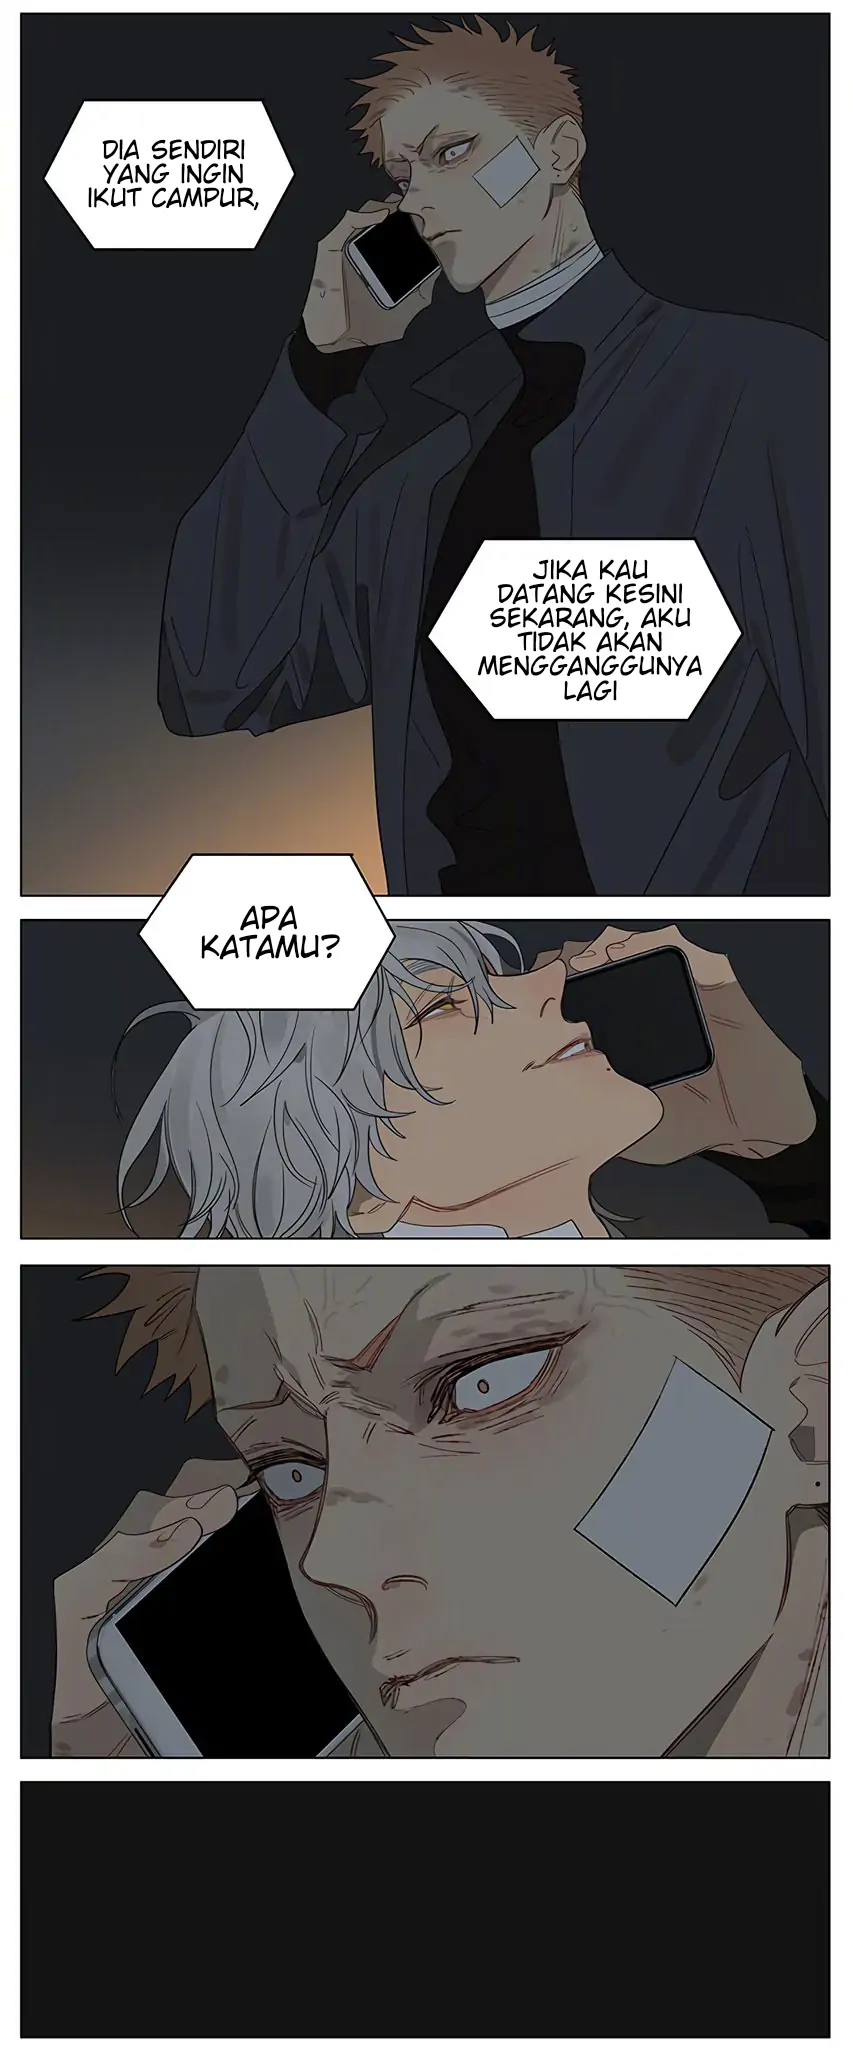 DIA SENDIRI
YANG INGIN
IKUT CAMPUR,
JIKA KAU
DATANG KESINI
SEKARANG, AKU
TIDAK AKAN
MENGGANGGUNYA
LAGI
APA
KATAMU?